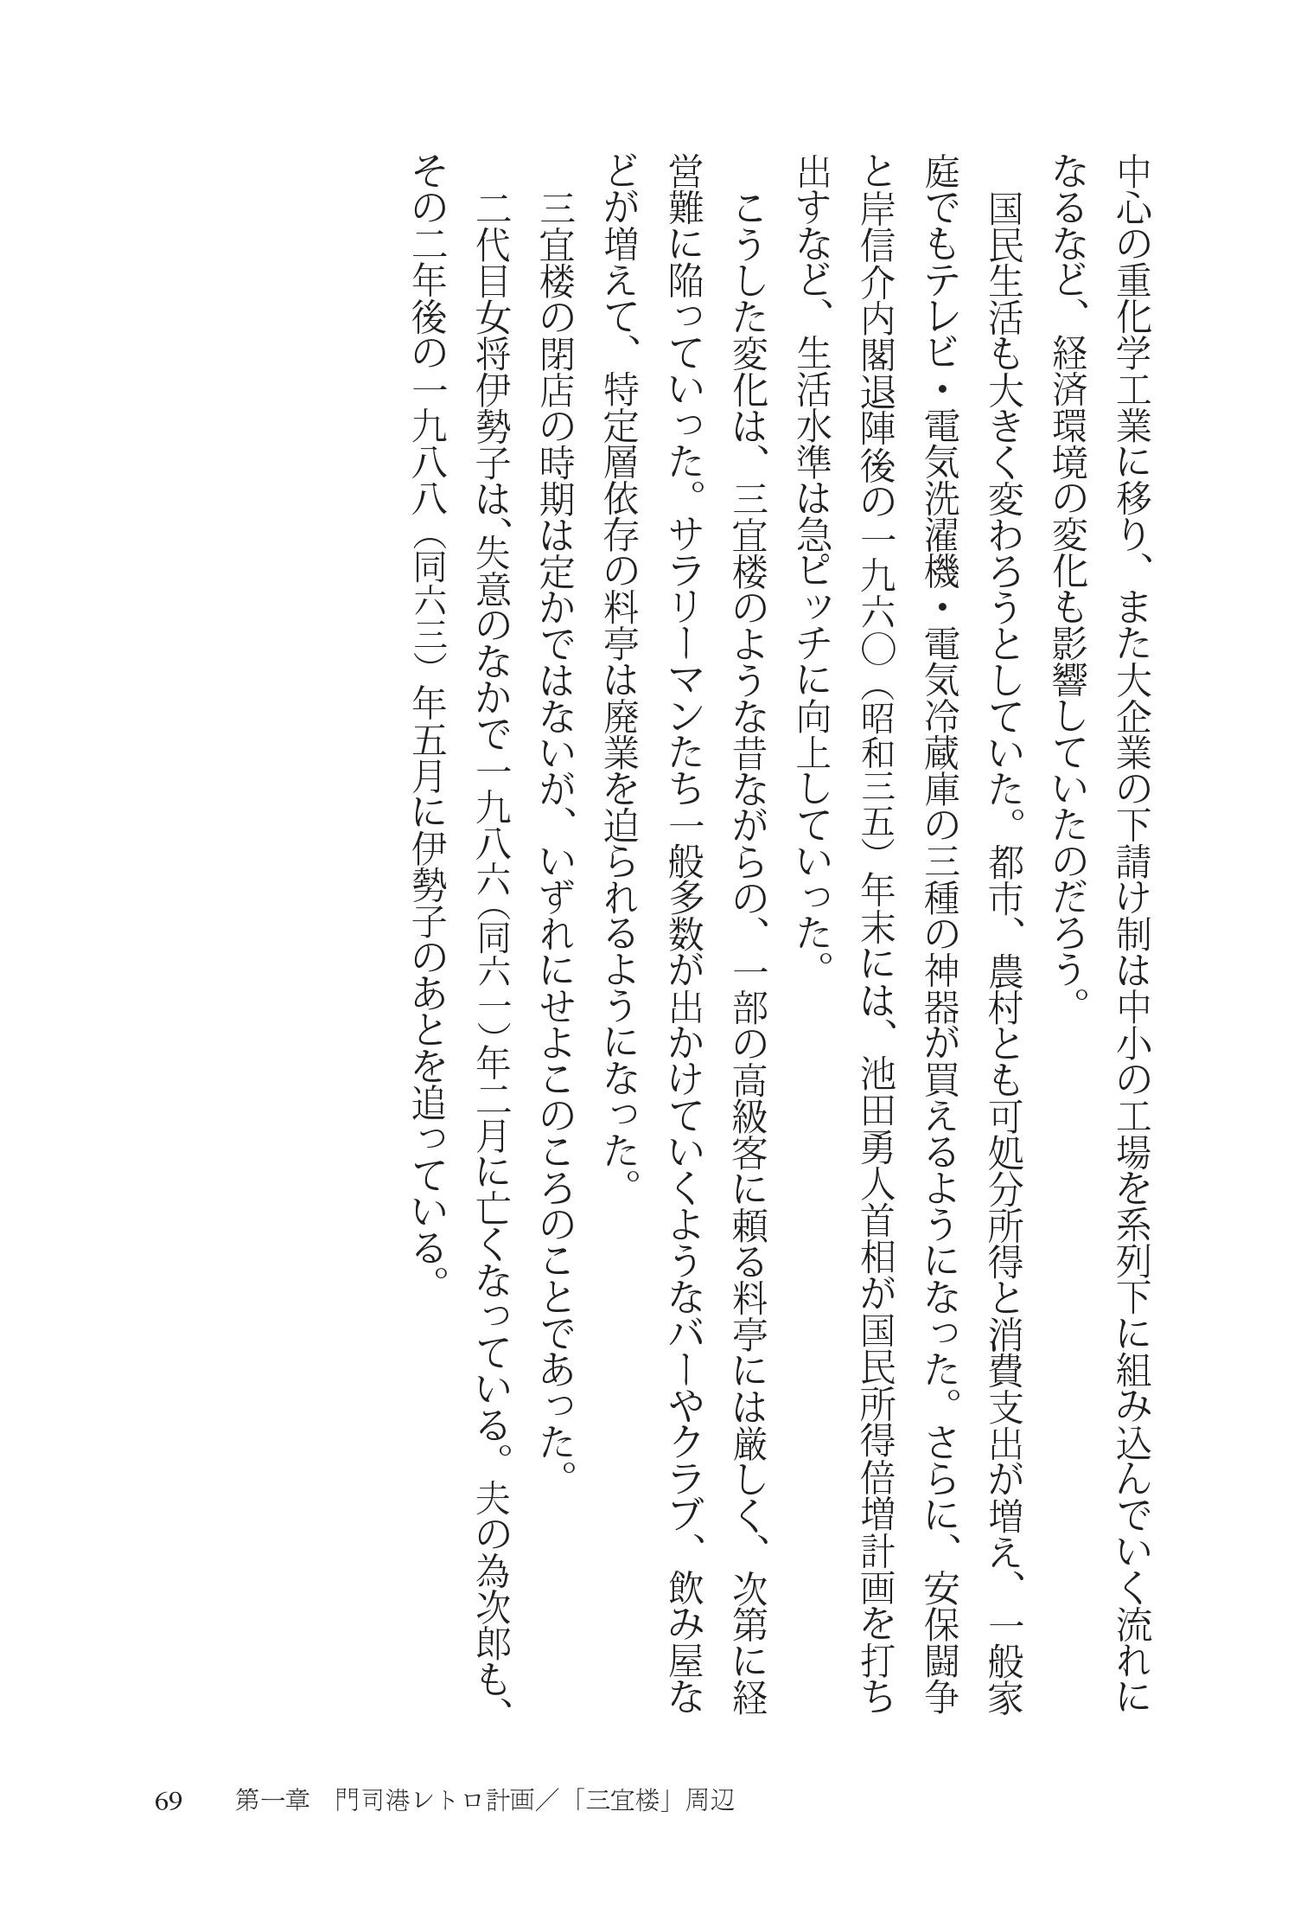 中心の重化学工業に移り、また大企業の下請け制は中小の工場を系列下に組み込んでいく流れに
なるなど、経済環境の変化も影響していたのだろう。
　国民生活も大きく変わろうとしていた。都市、農村とも可処分所得と消費支出が増え、一般家
庭でもテレビ・電気洗濯機・電気冷蔵庫の三種の神器が買えるようになった。さらに、安保闘争
と岸信介内閣退陣後の一九六〇（昭和三五）年末には、池田勇人首相が国民所得倍増計画を打ち
出すなど、生活水準は急ピッチに向上していった。
　こうした変化は、三宜楼のような昔ながらの、一部の高級客に頼る料亭には厳しく、次第に経
営難に陥っていった。サラリーマンたち一般多数が出かけていくようなバーやクラブ、飲み屋な
どが増えて、特定層依存の料亭は廃業を迫られるようになった。
　三宜楼の閉店の時期は定かではないが、いずれにせよこのころのことであった。
　二代目女将伊勢子は、失意のなかで一九八六（同六一）年二月に亡くなっている。夫の為次郎も、
その二年後の一九八八（同六三）年五月に伊勢子のあとを追っている。
69　第一章　門司港レトロ計画／「三宜楼」周辺